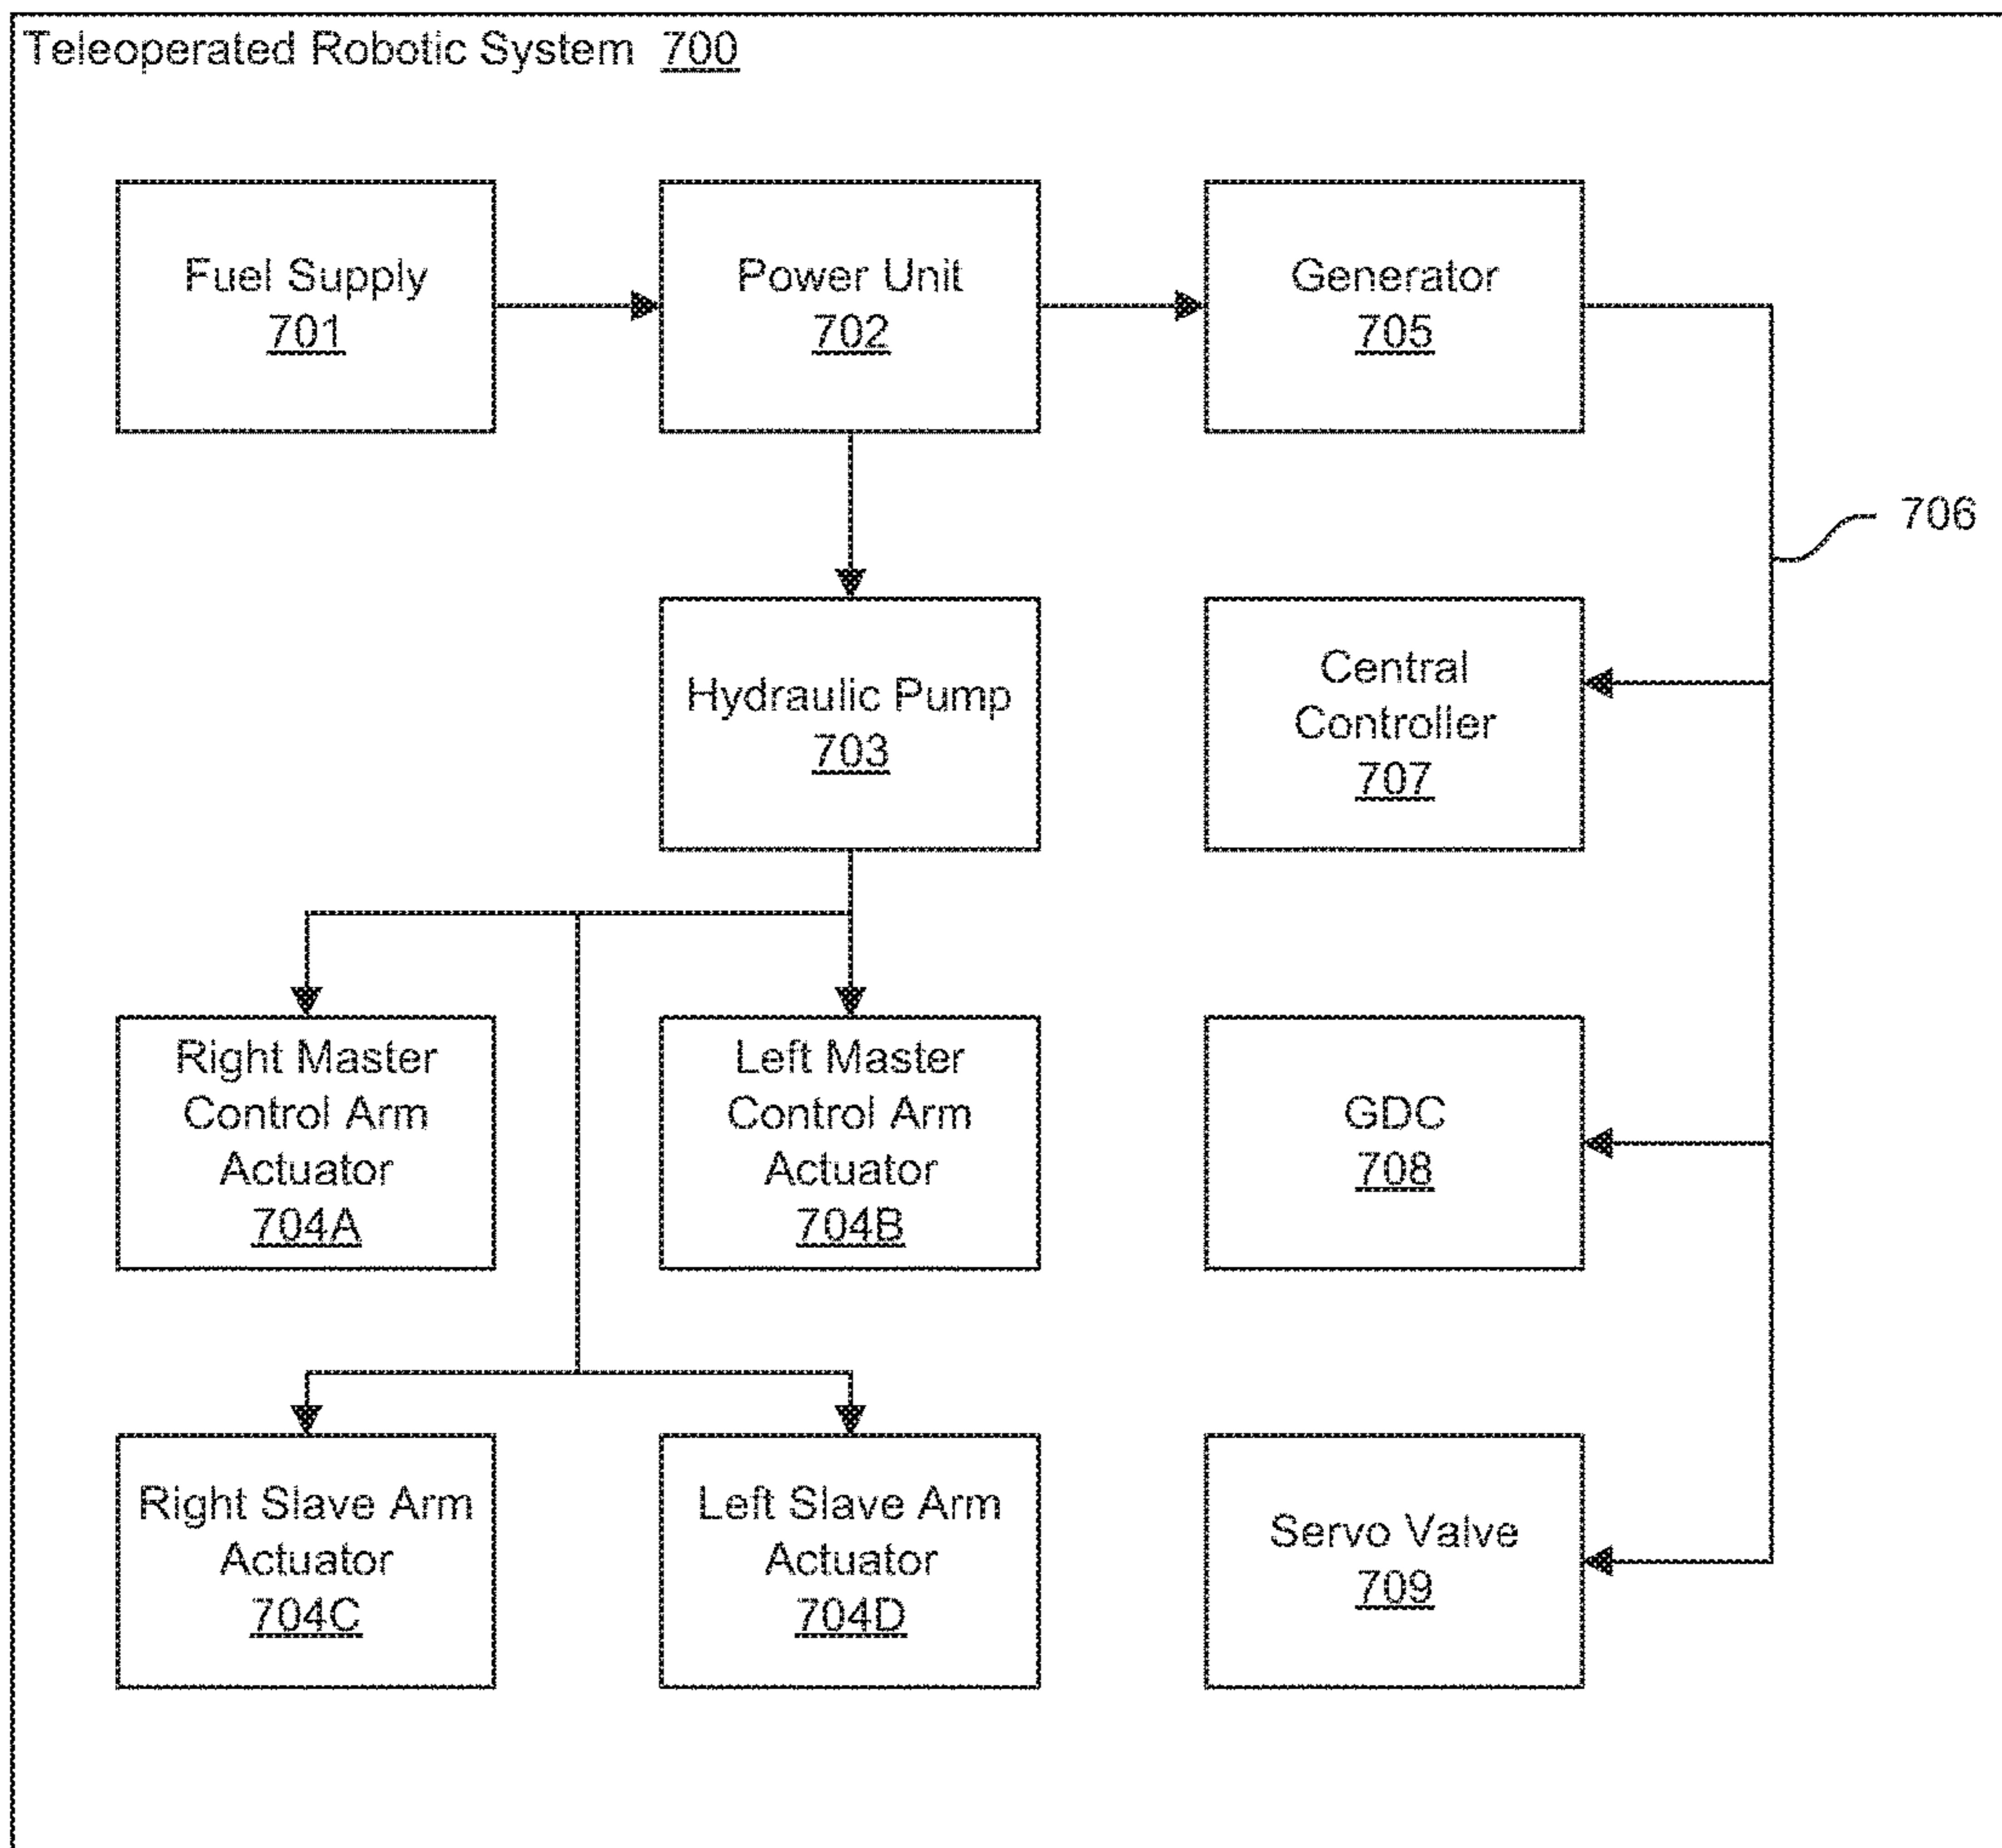 Teleoperated Robotic System 700
Fuel Supply
701
Power Unit
702
Generator
705
706
Hydraulic Pump
703
Central
Controller
707
Right Master
Control Arm
Actuator
704A
Left Master
Control Arm
Actuator
704B
GDC
708
Right Slave Arm
Actuator
704C
Left Slave Arm
Actuator
704D
Servo Valve
709